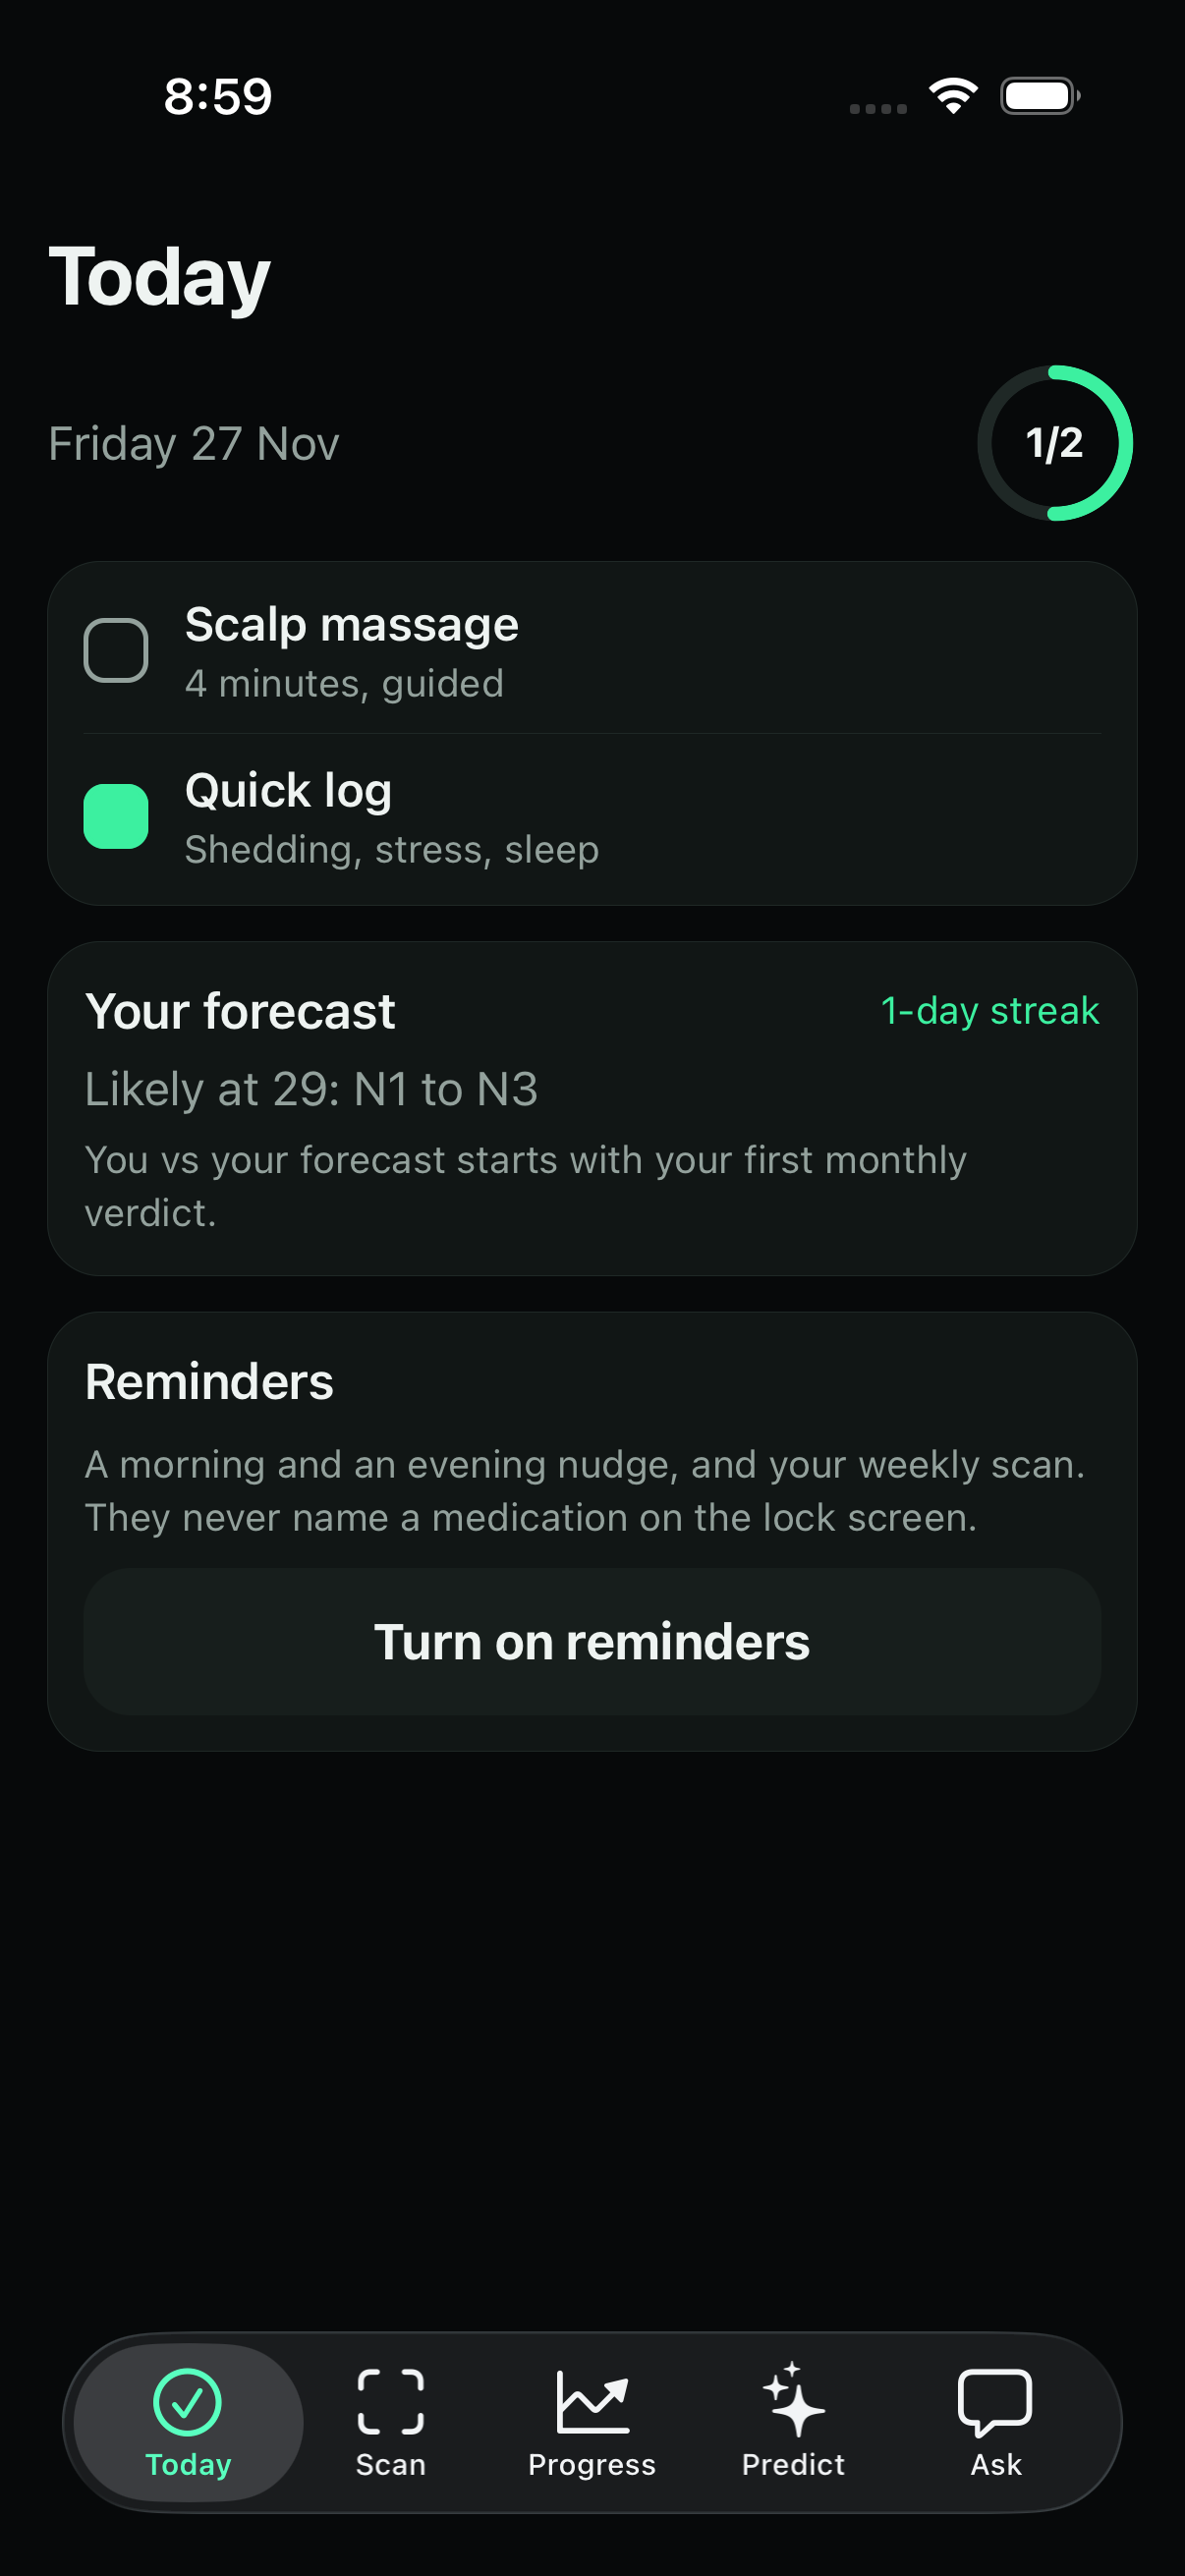 8:59
Today
Friday 27 Nov
1/2
Scalp massage
4 minutes, guided
Quick log
Shedding, stress, sleep
Your forecast
1-day streak
Likely at 29: N1 to N3
You vs your forecast starts with your first monthly
verdict.
Reminders
A morning and an evening nudge, and your weekly scan.
They never name a medication on the lock screen.
Turn on reminders
Today
Scan
Progress
Predict
Ask